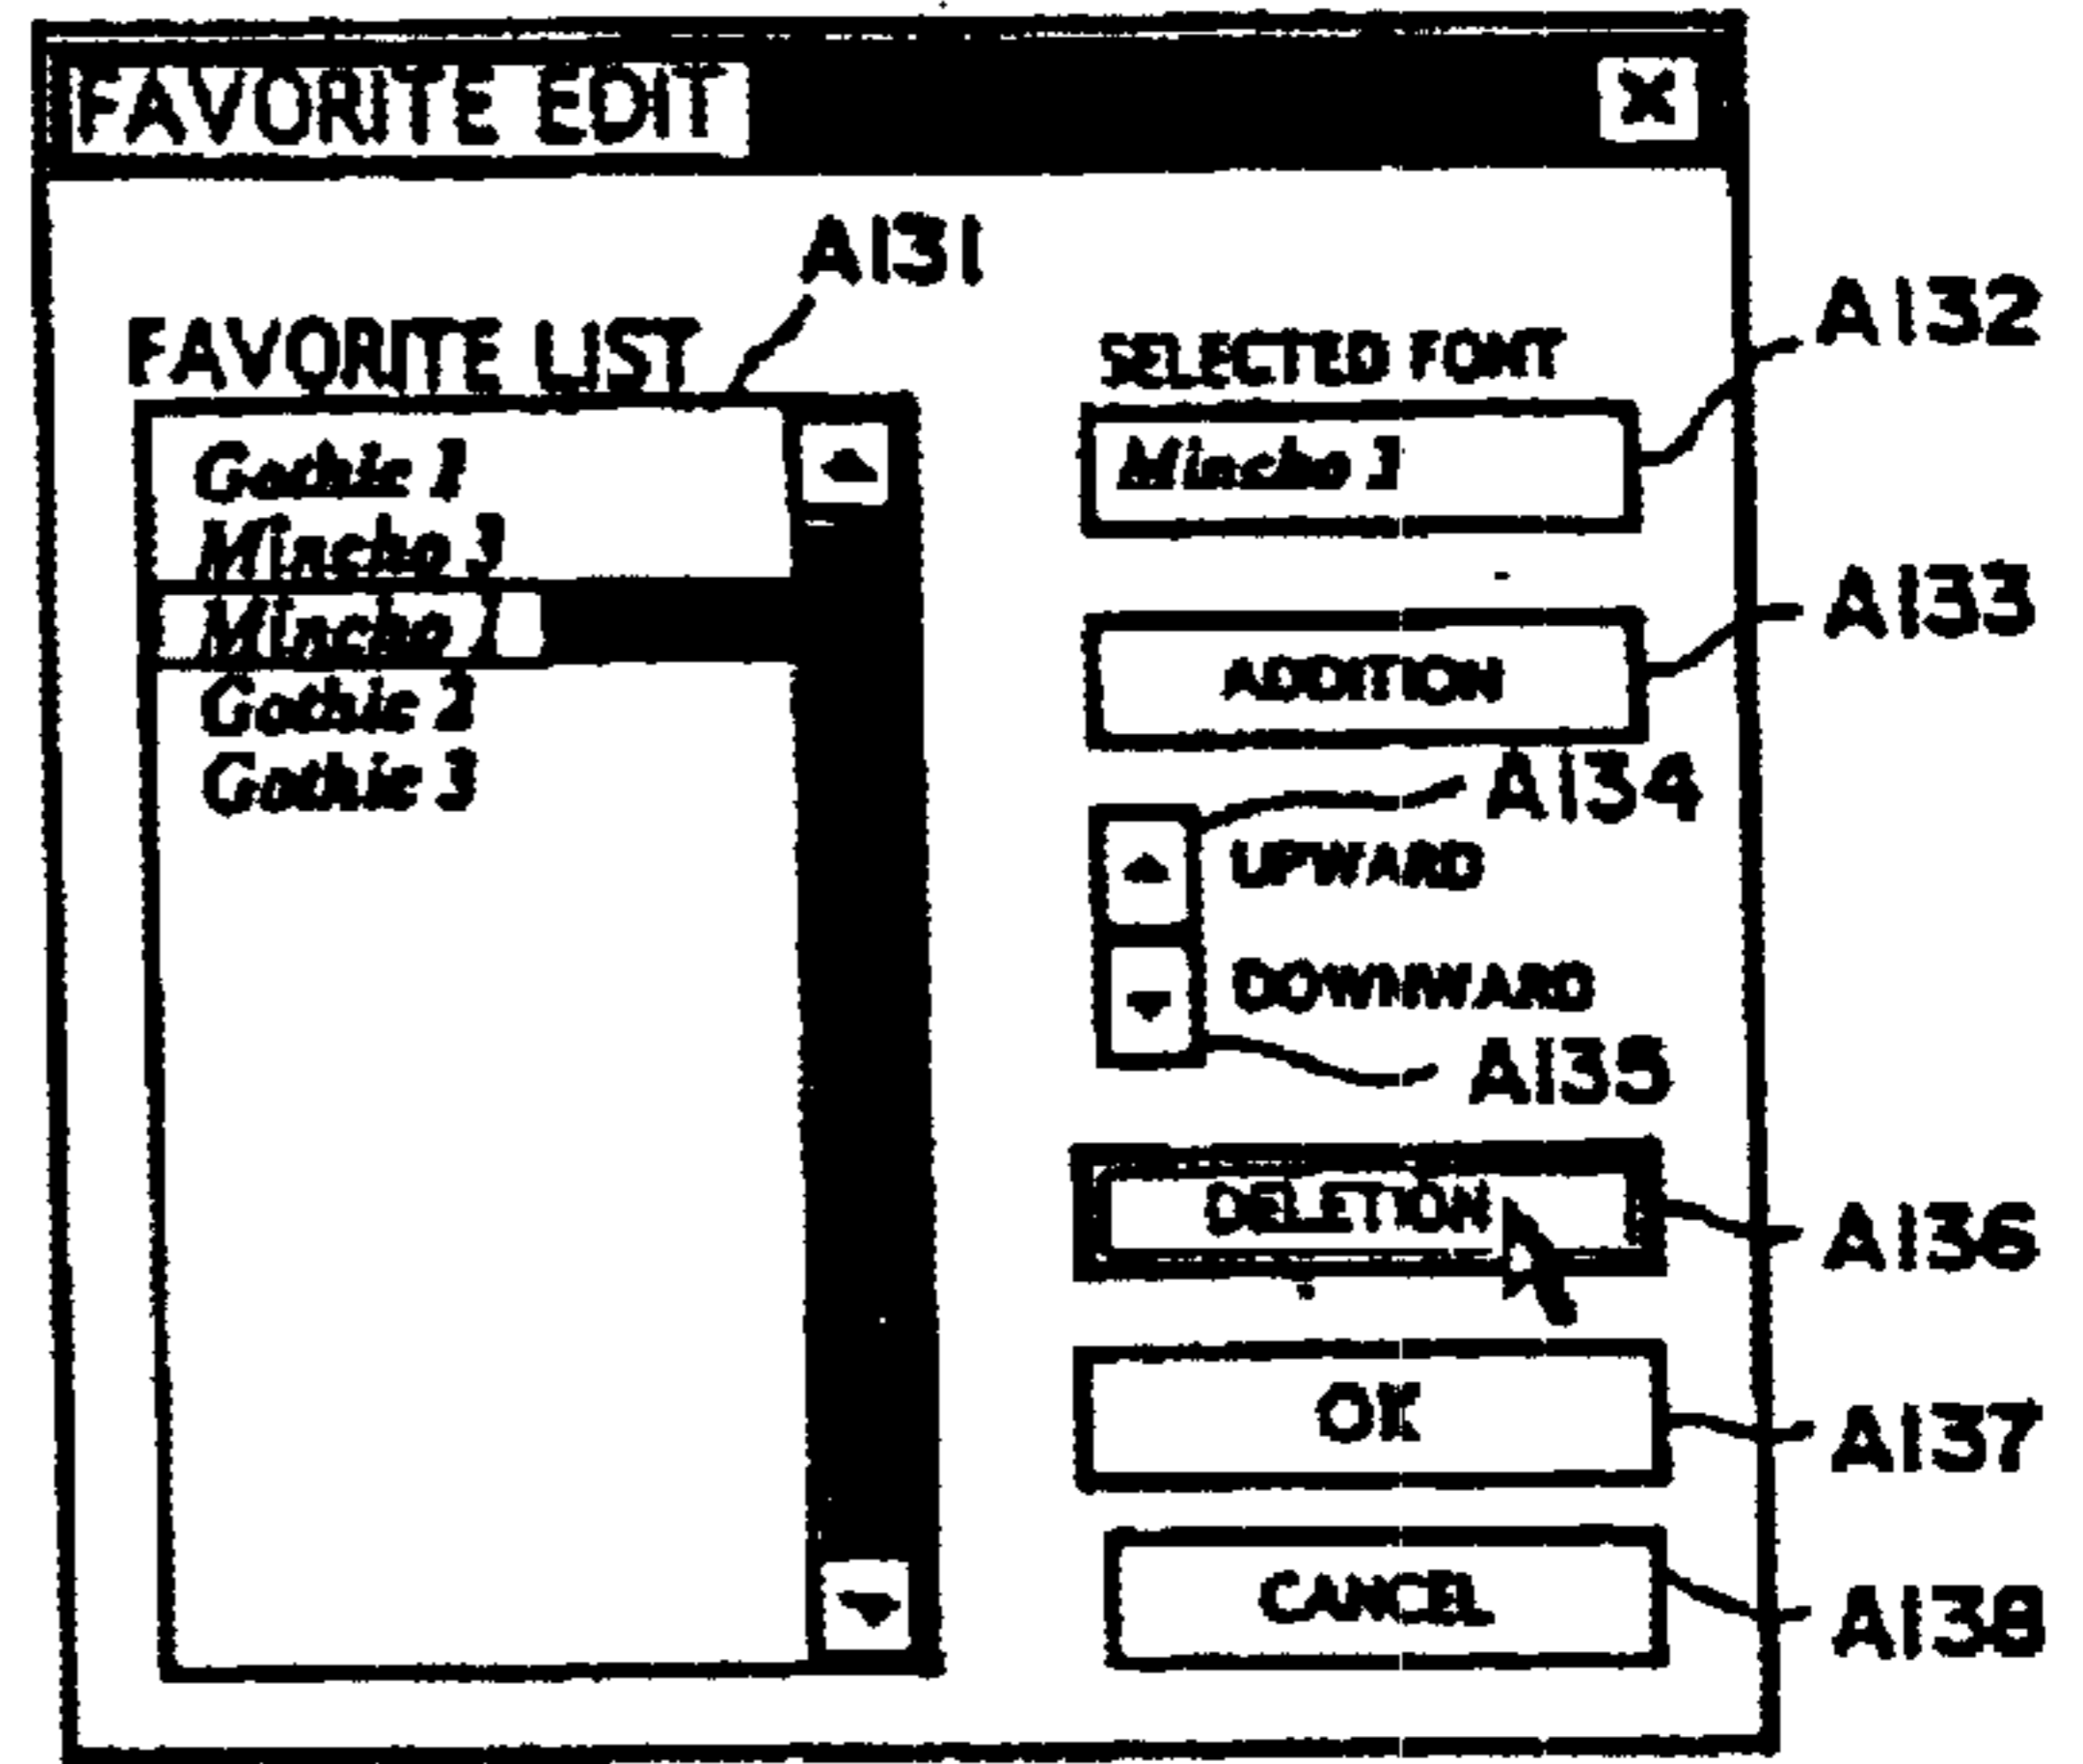 FAVORITE EDIT
A131
A132
FAVORITE LIST
SELECTED FONT
Gothic 1
Mincho 3
Mincho 1
Gothic 2
Gothic 3
Mincho
A133
ADDITION
A134
UPWARD
DOWNWARD
A135
DELETION
A136
OK
A137
CANCEL
A138